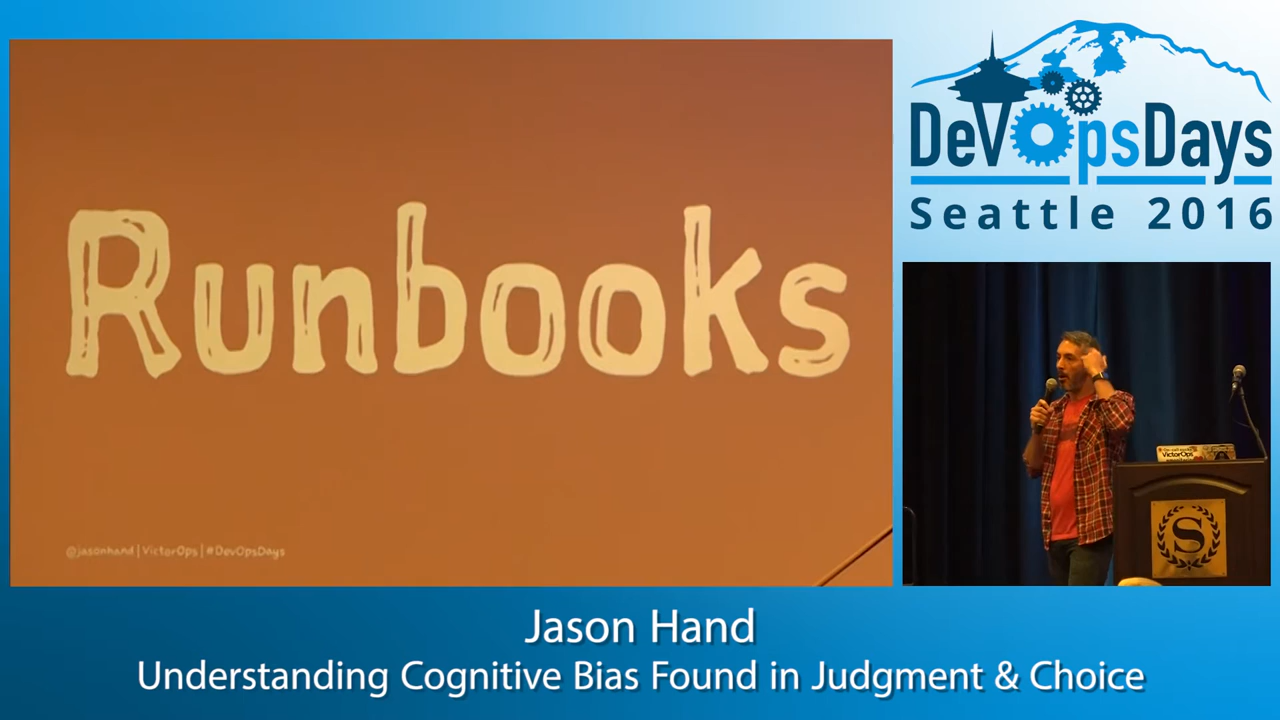 Runbooks
@jasonhand | VictorOps | #DevOpsDays
DevOpsDays
Seattle 2016
VictorOps
S
Jason Hand
Understanding Cognitive Bias Found in Judgment & Choice